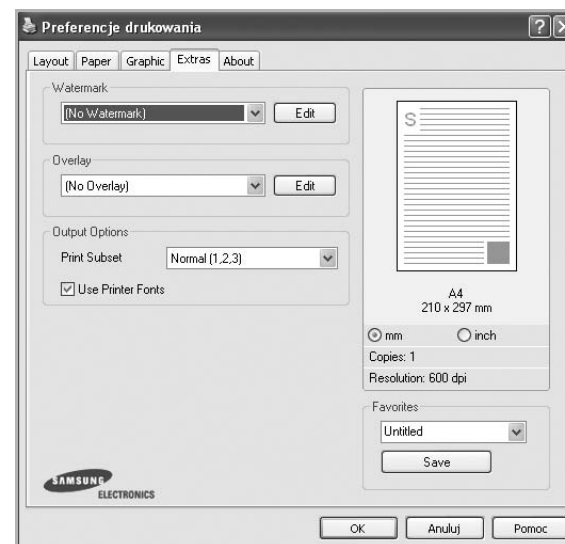 Preferencje drukowania
Layout Paper Graphic Extras About
Watermark
(No Watermark) Edit
Overlay
(No Overlay) Edit
Output Options
Print Subset Normal (1,2,3)
Use Printer Fonts
S
A4
210 x 297 mm
mm inch
Copies: 1
Resolution: 600 dpi
Favorites
Untitled
Save
SAMSUNG
ELECTRONICS
OK Anuluj Pomoc